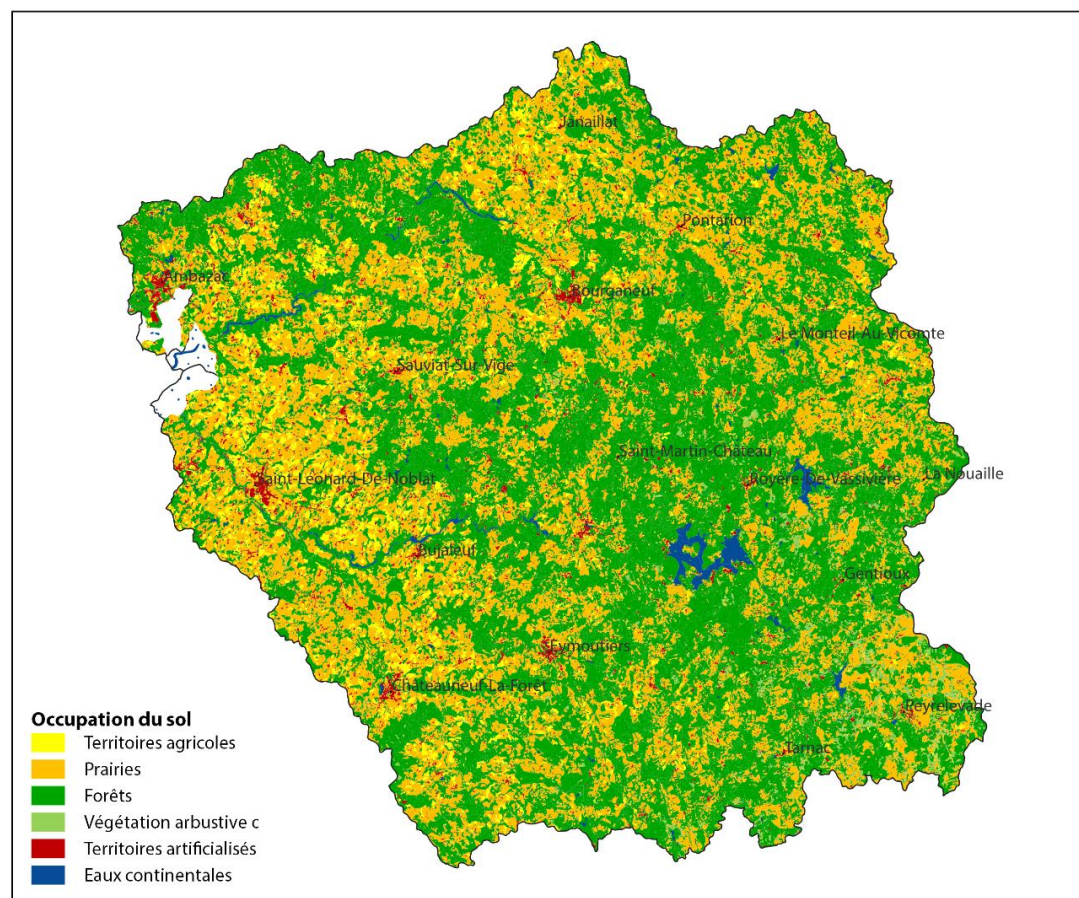 Janaillat
Pontarion
Ambazac
Bourganeuf
Le Monteil-Au-Vicomte
Sauviat-Sur-Vige
Saint-Martin-Château
Saint-Léonard-De-Noblat
Royère-De-Vassivière
La Nouaille
Bujaleuf
Gentioux
Eymoutiers
Châteauneuf-La-Forêt
Peyrelevade
Tarnac
Occupation du sol
Territoires agricoles
Prairies
Forêts
Végétation arbustive c
Territoires artificialisés
Eaux continentales